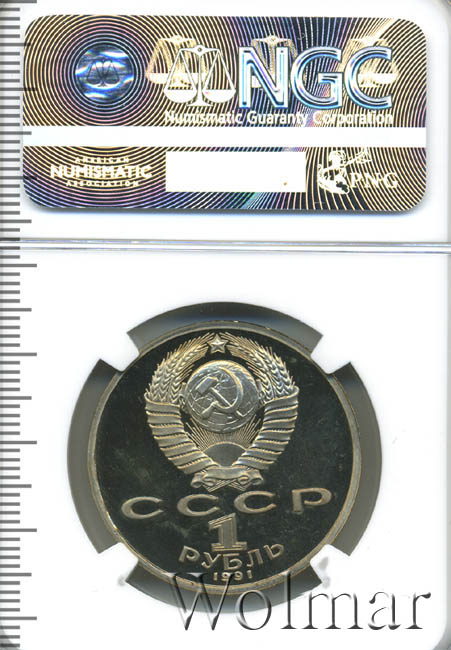 NGC
Numismatic Guaranty Corporation
AMERICAN
NUMISMATIC
ASSOCIATION
PNG
СССР
1
РУБЛЬ
1991
Wolmar